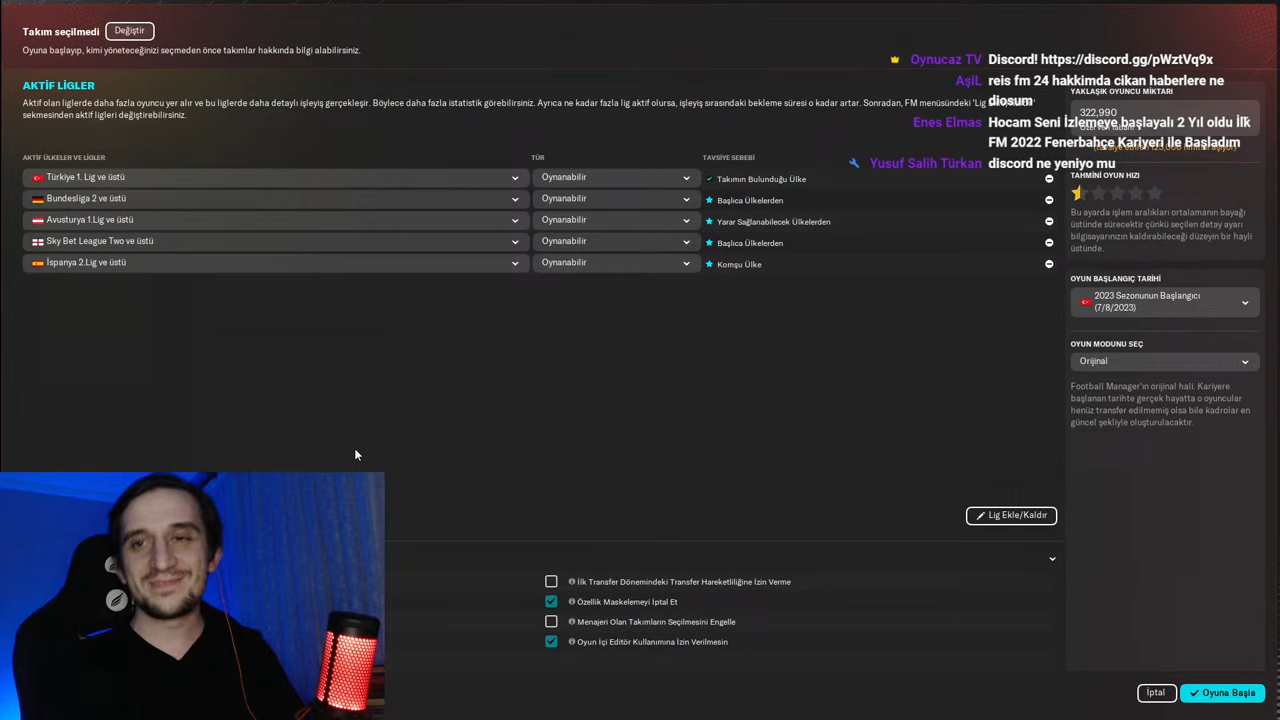 Takım seçilmedi
Değiştir
Oyuna başlayıp, kimi yöneteceğinizi seçmeden önce takımlar hakkında bilgi alabilirsiniz.
Oynucaz TV Discord! https://discord.gg/pWztVq9x
AşiL reis fm 24 hakkimda cikan haberlere ne
diosum
Enes Elmas Hocam Seni İzlemeye başlayalı 2 Yıl oldu ilk
FM 2022 Fenerbahçe Kariyeri ile Başladım
Yusuf Salih Türkan discord ne yeniyo mu
AKTİF LİGLER
Aktif olan liglerde daha fazla oyuncu yer alır ve bu liglerde daha detaylı işleyiş gerçekleşir. Böylece daha fazla istatistik görebilirsiniz. Ayrıca ne kadar fazla lig aktif olursa, işleyiş sırasındaki bekleme süresi o kadar artar. Sonradan, FM menüsündeki 'Lig
sekmesinden aktif ligleri değiştirebilirsiniz.
AKTİF ÜLKELER VE LİGLER
TÜR
TAVSİYE SEBEBİ
Türkiye 1. Lig ve üstü
Oynanabilir
Takımın Bulunduğu Ülke
Bundesliga 2 ve üstü
Oynanabilir
Başlıca Ülkelerden
Avusturya 1.Lig ve üstü
Oynanabilir
Yarar Sağlanabilecek Ülkelerden
Sky Bet League Two ve üstü
Oynanabilir
Başlıca Ülkelerden
İspanya 2.Lig ve üstü
Oynanabilir
Komşu Ülke
Lig Ekle/Kaldır
İlk Transfer Dönemindeki Transfer Hareketliliğine İzin Verme
Özellik Maskelemeyi İptal Et
Menajeri Olan Takımların Seçilmesini Engelle
Oyun İçi Editör Kullanımına İzin Verilmesin
YAKLAŞIK OYUNCU MİKTARI
322,990
TAHMİNİ OYUN HIZI
Bu ayarda işlem aralıkları ortalamanın bayağı
üstünde sürecektir çünkü seçilen detay ayarı
bilgisayarınızın kaldırabileceği düzeyin bir hayli
üstünde.
OYUN BAŞLANGIÇ TARİHİ
2023 Sezonunun Başlangıcı
(7/8/2023)
OYUN MODUNU SEÇ
Orijinal
Football Manager'ın orijinal hali. Kariyere
başlanan tarihte gerçek hayatta o oyuncular
henüz transfer edilmemiş olsa bile kadrolar en
güncel şekliyle oluşturulacaktır.
İptal
Oyuna Başla